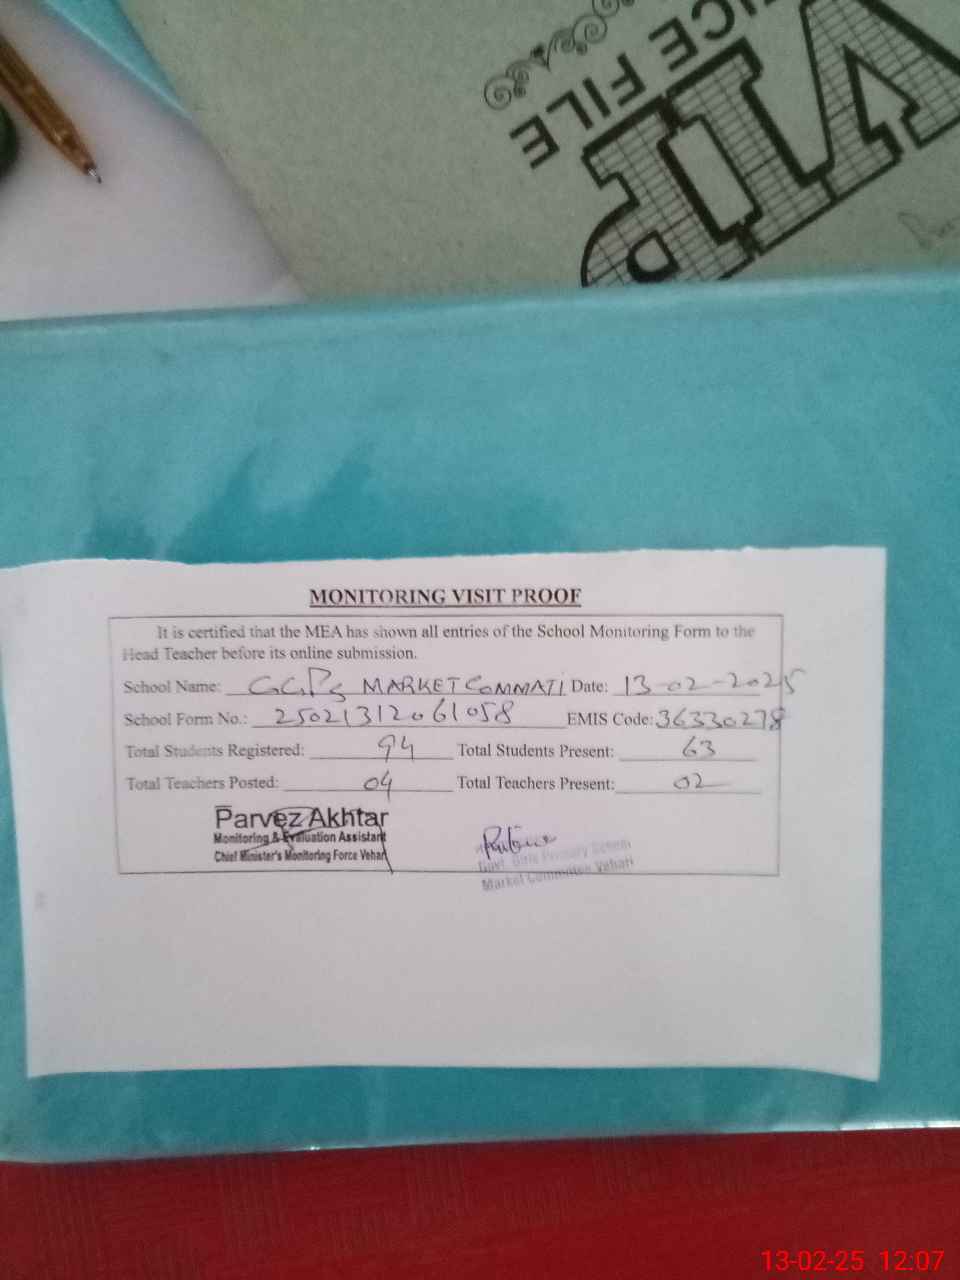 VIP
ICE FILE
MONITORING VISIT PROOF
It is certified that the MEA has shown all entries of the School Monitoring Form to the
Head Teacher before its online submission.
School Name: GGPS MARKET COMMATI Date: 13-02-2025
School Form No.: 25021312061058 EMIS Code: 36330278
Total Students Registered: 94 Total Students Present: 63
Total Teachers Posted: 04 Total Teachers Present: 02
Parvez Akhtar
Monitoring & Evaluation Assistant
Chief Minister's Monitoring Force Vehari
Govt. Girls Primary School
Market Committee Vehari
13-02-25 12:07